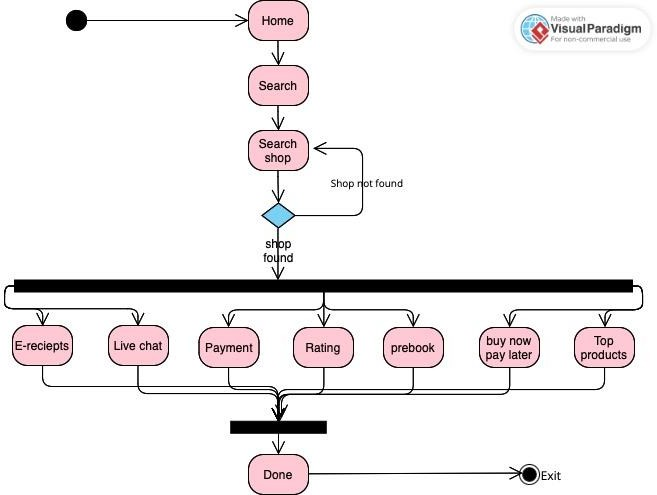 Home
Made with
Visual Paradigm
For non-commercial use
Search
Search
shop
Shop not found
shop
found
E-reciepts
Live chat
Payment
Rating
prebook
buy now
pay later
Top
products
Done
Exit